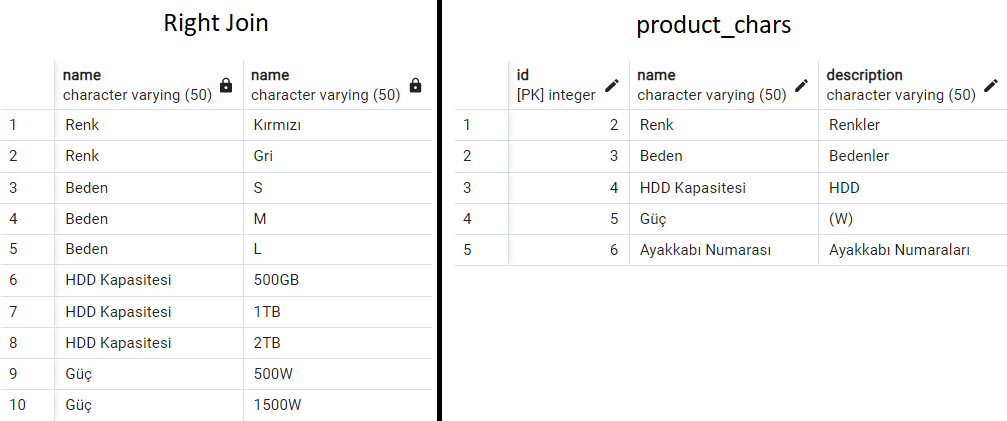 Right Join
name name
character varying (50) character varying (50)
1 Renk Kırmızı
2 Renk Gri
3 Beden S
4 Beden M
5 Beden L
6 HDD Kapasitesi 500GB
7 HDD Kapasitesi 1TB
8 HDD Kapasitesi 2TB
9 Güç 500W
10 Güç 1500W
product_chars
id name description
[PK] integer character varying (50) character varying (50)
1 2 Renk Renkler
2 3 Beden Bedenler
3 4 HDD Kapasitesi HDD
4 5 Güç (W)
5 6 Ayakkabı Numarası Ayakkabı Numaraları